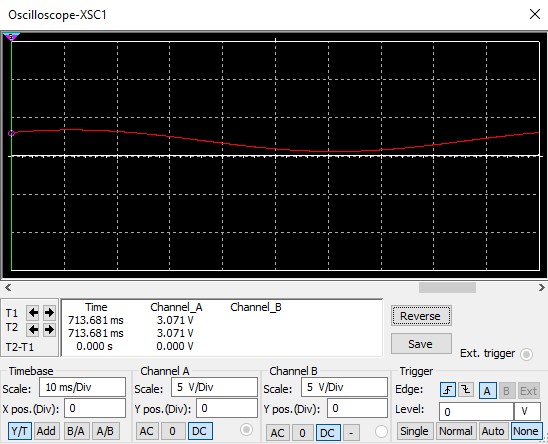 Oscilloscope-XSC1
Time Channel_A Channel_B
T1 713.681 ms 3.071 V
T2 713.681 ms 3.071 V
T2-T1 0.000 s 0.000 V
Reverse
Save
Ext. trigger
Timebase Channel A Channel B Trigger
Scale: 10 ms/Div Scale: 5 V/Div Scale: 5 V/Div Edge: A B Ext
X pos.(Div): 0 Y pos.(Div): 0 Y pos.(Div): 0 Level: 0 V
Y/T Add B/A A/B AC 0 DC AC 0 DC - Single Normal Auto None